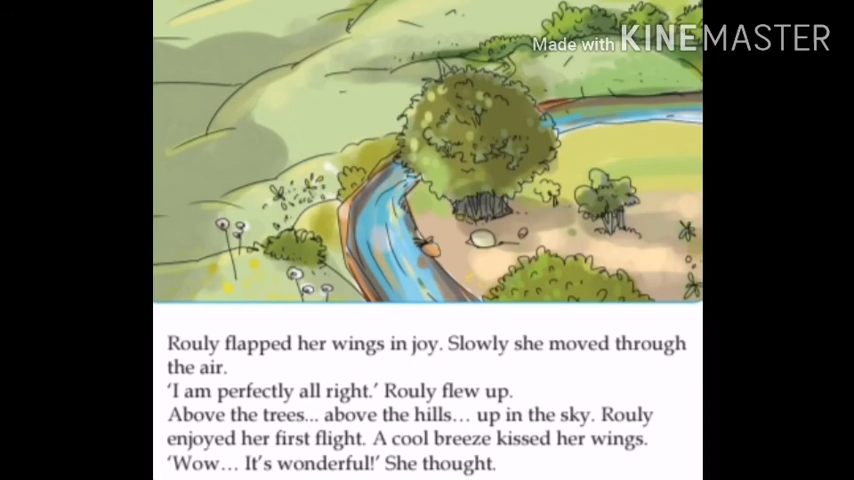 Made with KINEMASTER
Rouly flapped her wings in joy. Slowly she moved through
the air.
‘I am perfectly all right.’ Rouly flew up.
Above the trees... above the hills… up in the sky. Rouly
enjoyed her first flight. A cool breeze kissed her wings.
‘Wow… It’s wonderful!’ She thought.